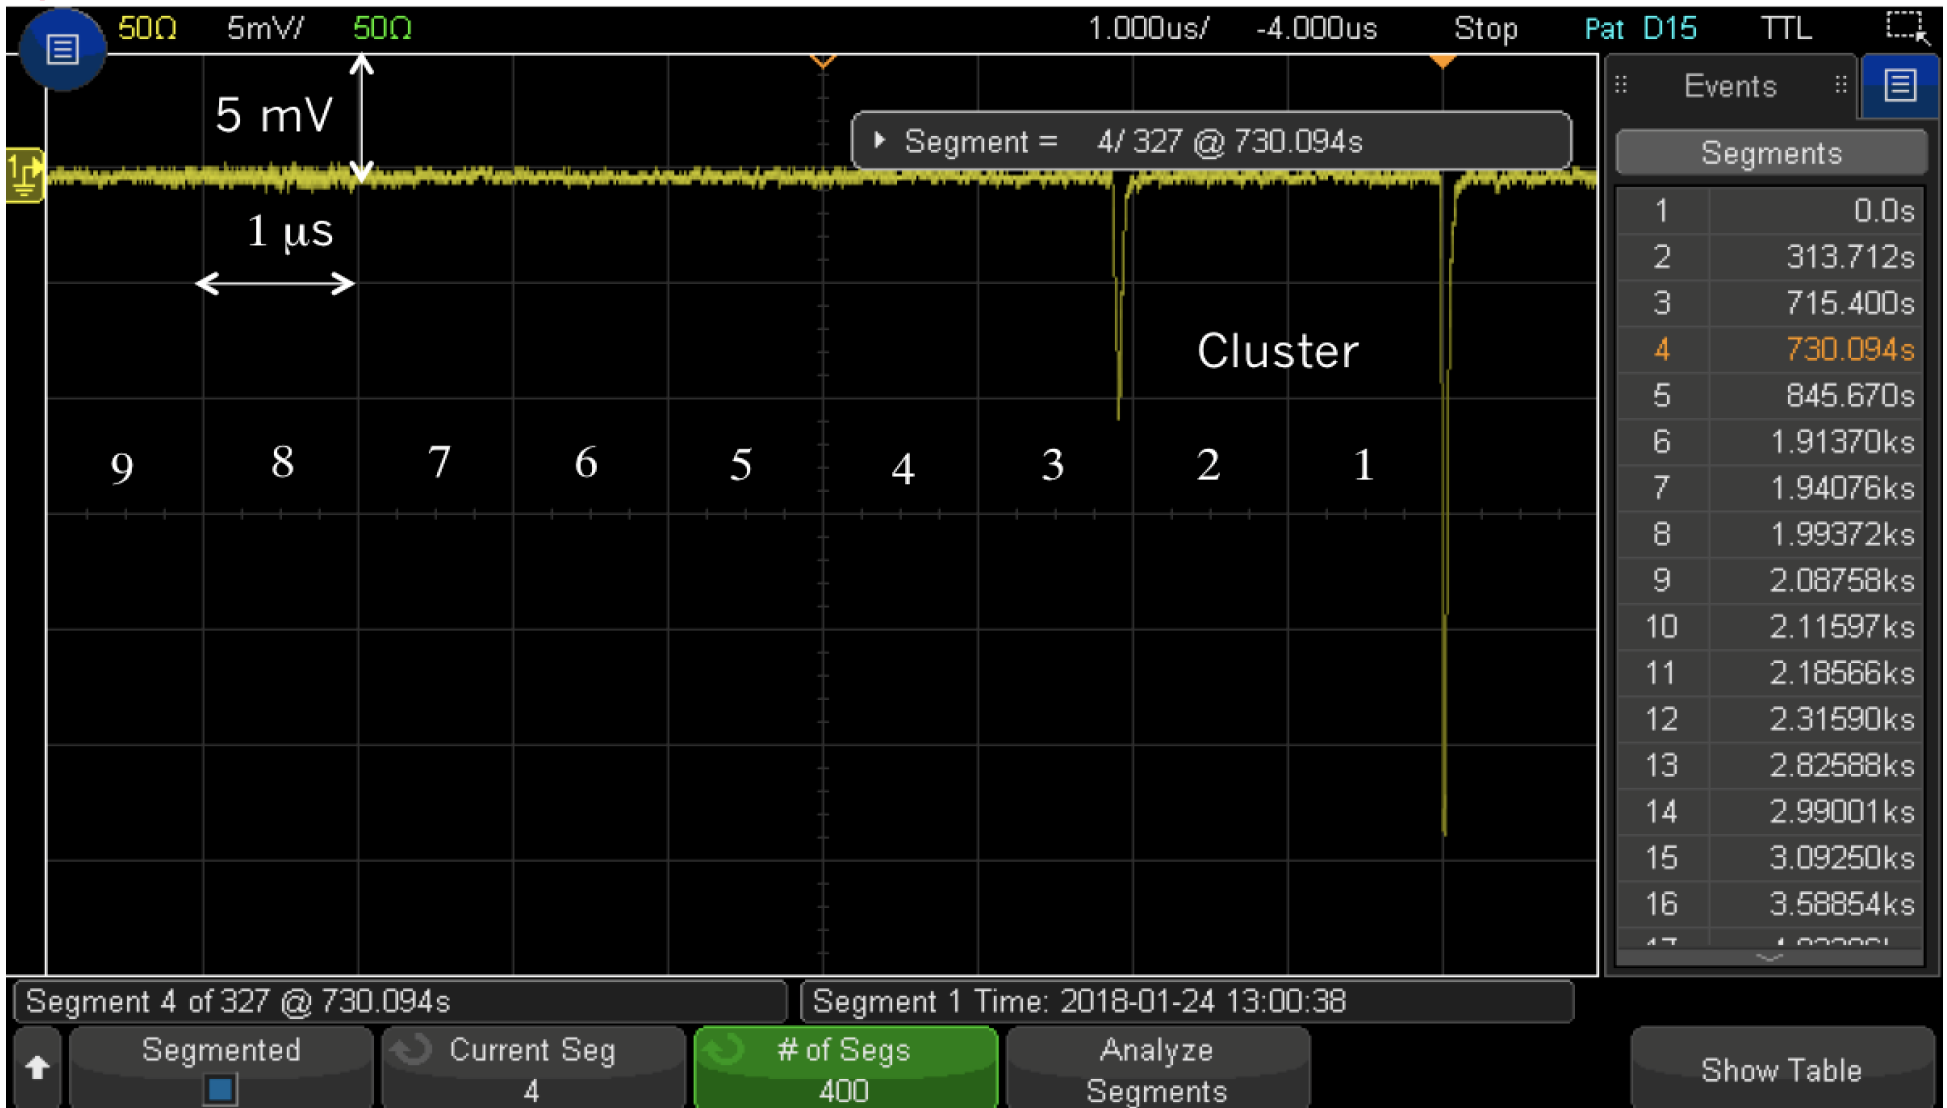 50Ω 5mV/ 50Ω 1.000us/ -4.000us Stop Pat D15 TTL
5 mV
Segment = 4/ 327 @ 730.094s
1
1 µs
Cluster
9 8 7 6 5 4 3 2 1
Events
Segments
1 0.0s
2 313.712s
3 715.400s
4 730.094s
5 845.670s
6 1.91370ks
7 1.94076ks
8 1.99372ks
9 2.08758ks
10 2.11597ks
11 2.18566ks
12 2.31590ks
13 2.82588ks
14 2.99001ks
15 3.09250ks
16 3.58854ks
Segment 4 of 327 @ 730.094s
Segment 1 Time: 2018-01-24 13:00:38
Segmented
Current Seg
4
# of Segs
400
Analyze
Segments
Show Table